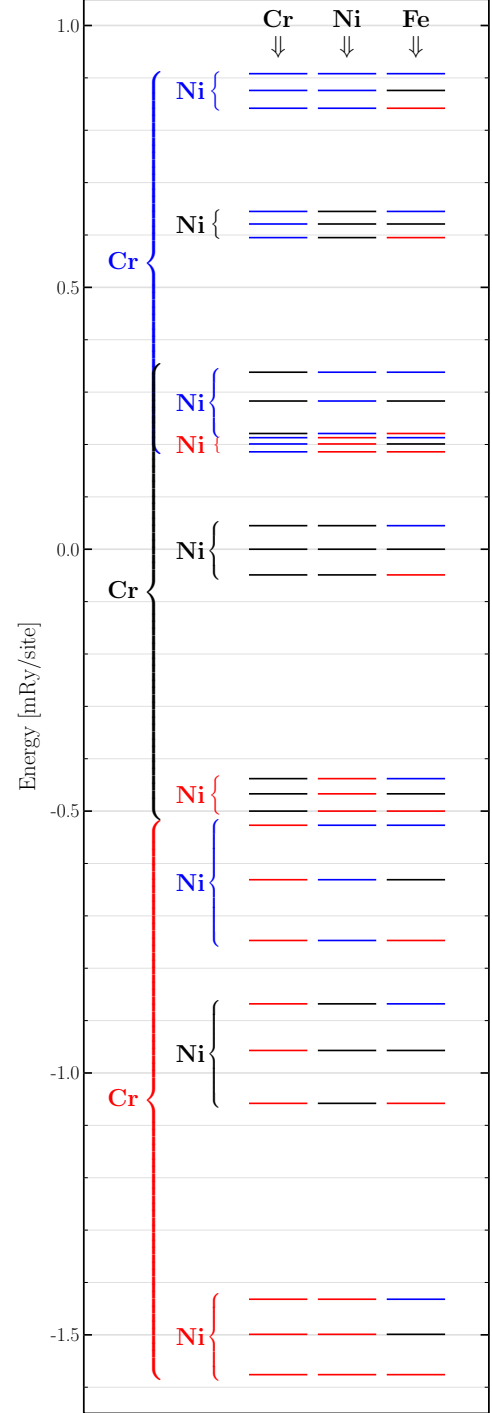 Cr Ni Fe
⇓ ⇓ ⇓
1.0
Ni
Ni
Cr
0.5
Ni
Ni
Ni
0.0
Cr
Energy [mRy/site]
Ni
-0.5
Ni
Ni
-1.0
Cr
Ni
-1.5